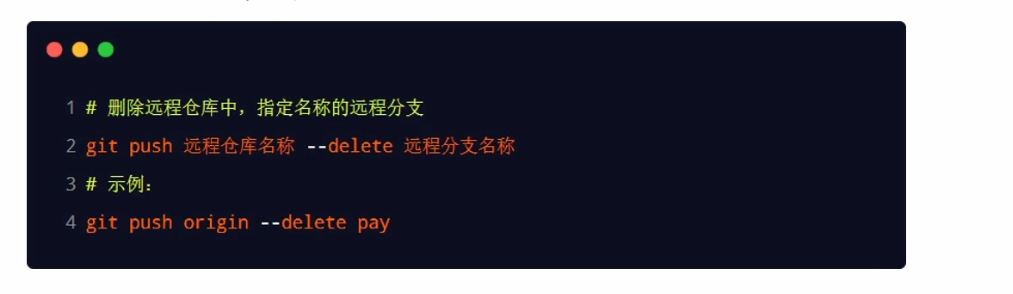 1 # 删除远程仓库中，指定名称的远程分支
2 git push 远程仓库名称 --delete 远程分支名称
3 # 示例：
4 git push origin --delete pay